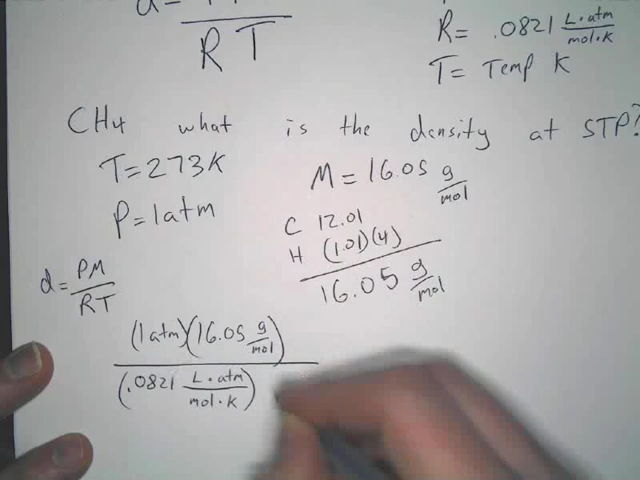 d=
RT
R= .0821 L·atm/mol·K
T= Temp K
CH4 what is the density at STP?
T=273K
P=1atm
M=16.05 g/mol
C 12.01
H (1.01)(4)
16.05 g/mol
d= PM/RT
(1atm)(16.05 g/mol)
(.0821 L·atm/mol·K)